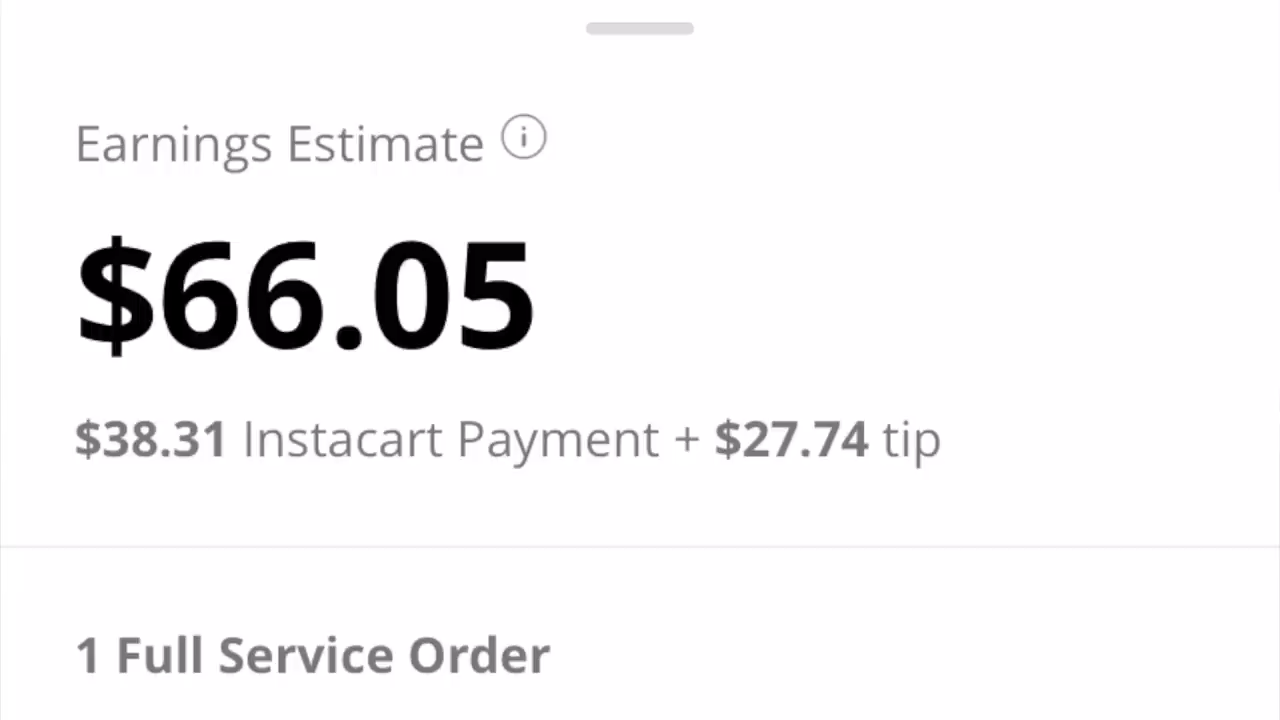 Earnings Estimate
$66.05
$38.31 Instacart Payment + $27.74 tip
1 Full Service Order